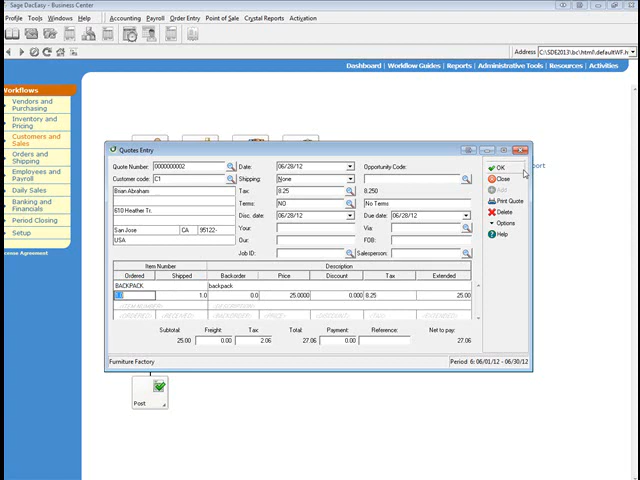 Sage DacEasy - Business Center
Profile Tools Windows Help Accounting Payroll Order Entry Point of Sale Crystal Reports Activation
Address C:\SDE2013\bc\html\defaultWF.h
Dashboard | Workflow Guides | Reports | Administrative Tools | Resources | Activities
Workflows
Vendors and
Purchasing
Inventory and
Pricing
Customers and
Sales
Orders and
Shipping
Employees and
Payroll
Daily Sales
Banking and
Financials
Period Closing
Setup
License Agreement
Quotes Entry
Quote Number: 0000000002 Date: 06/28/12 Opportunity Code:
Customer code: C1 Shipping: None
Brian Abraham Tax: 8.25 8.250
Terms: NO No Terms
610 Heather Tr. Disc. date: 06/28/12 Due date: 06/28/12
Your: Via:
San Jose CA 95122- Our: FOB:
USA
Job ID: Salesperson:
OK
Close
Add
Print Quote
Delete
Options
Help
Item Number Description
Ordered Shipped Backorder Price Discount Tax Extended
BACKPACK backpack
1.0 0.0 25.0000 0.000 8.25 25.00
Subtotal: Freight: Tax: Total: Payment: Reference: Net to pay:
25.00 0.00 2.06 27.06 0.00 27.06
Furniture Factory Period 6: 06/01/12 - 06/30/12
Post